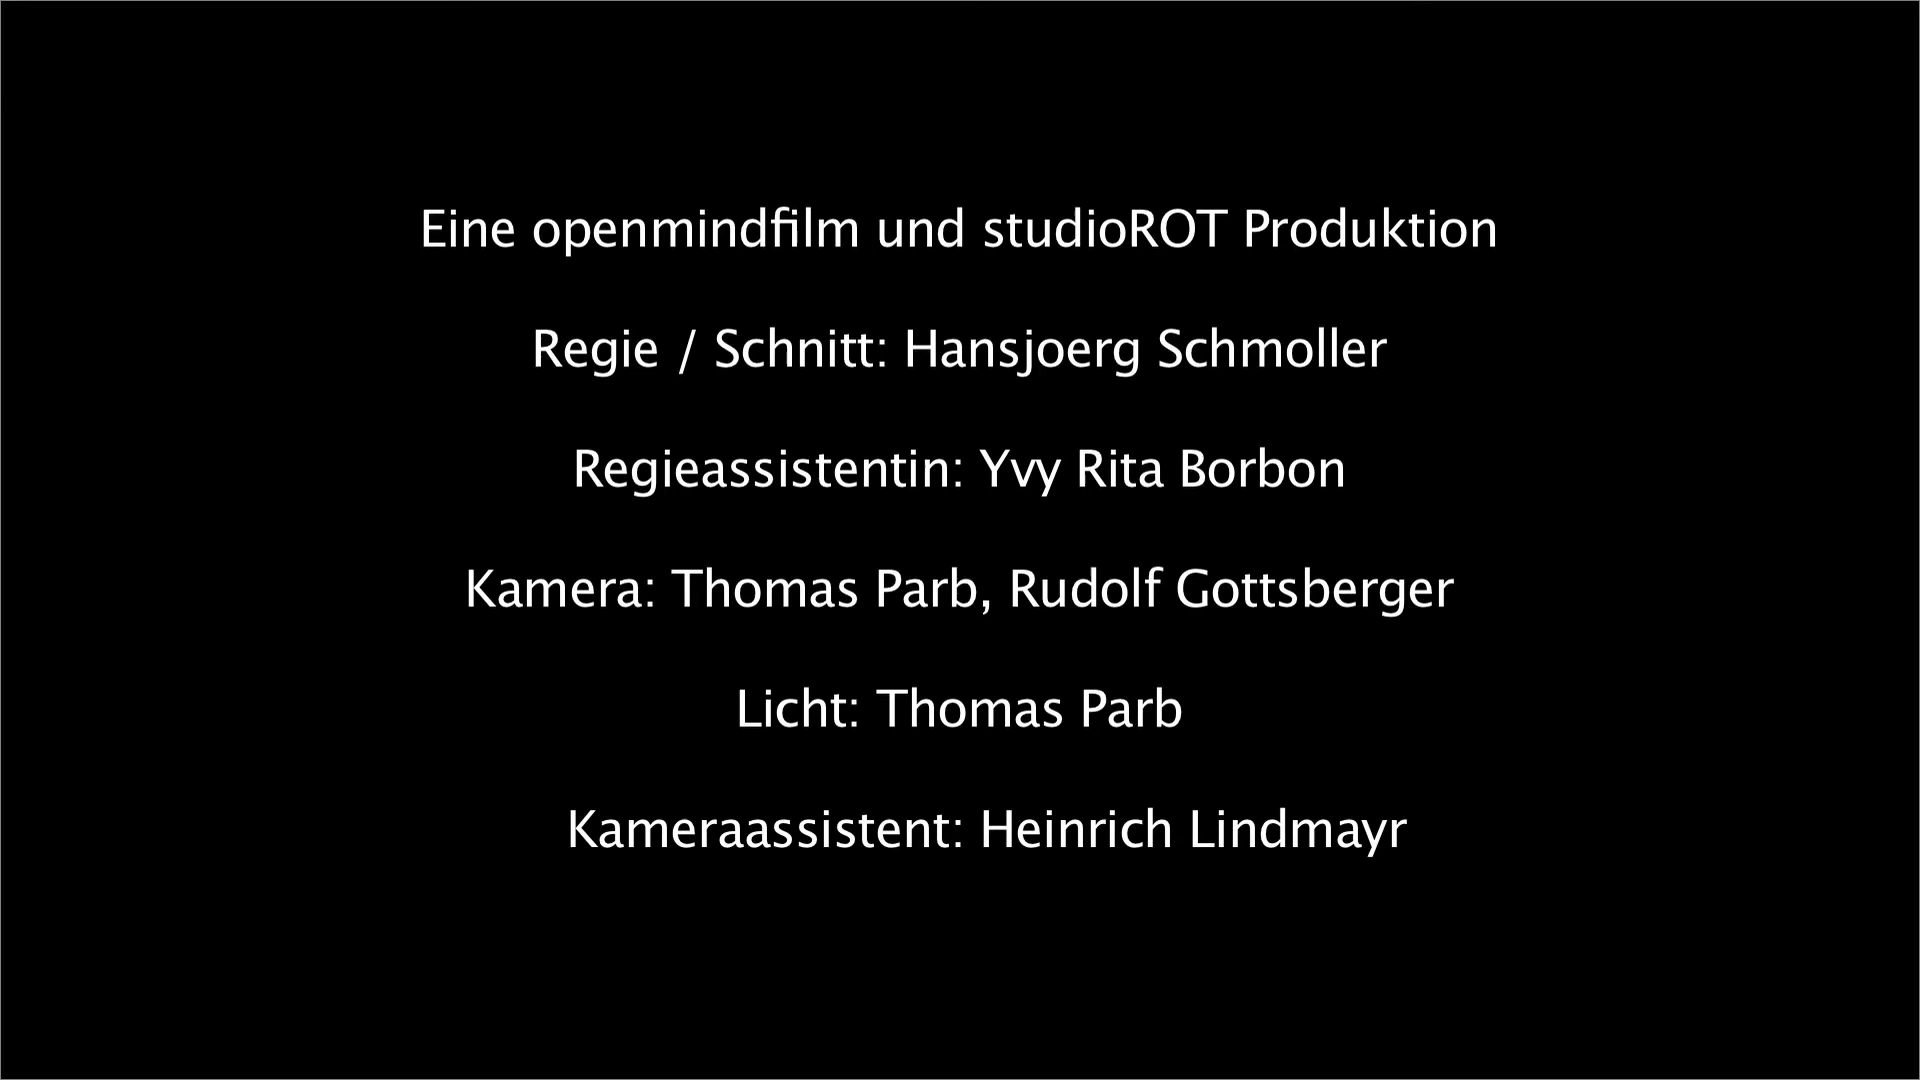 Eine openmindfilm und studioROT Produktion
Regie / Schnitt: Hansjoerg Schmoller
Regieassistentin: Yvy Rita Borbon
Kamera: Thomas Parb, Rudolf Gottsberger
Licht: Thomas Parb
Kameraassistent: Heinrich Lindmayr